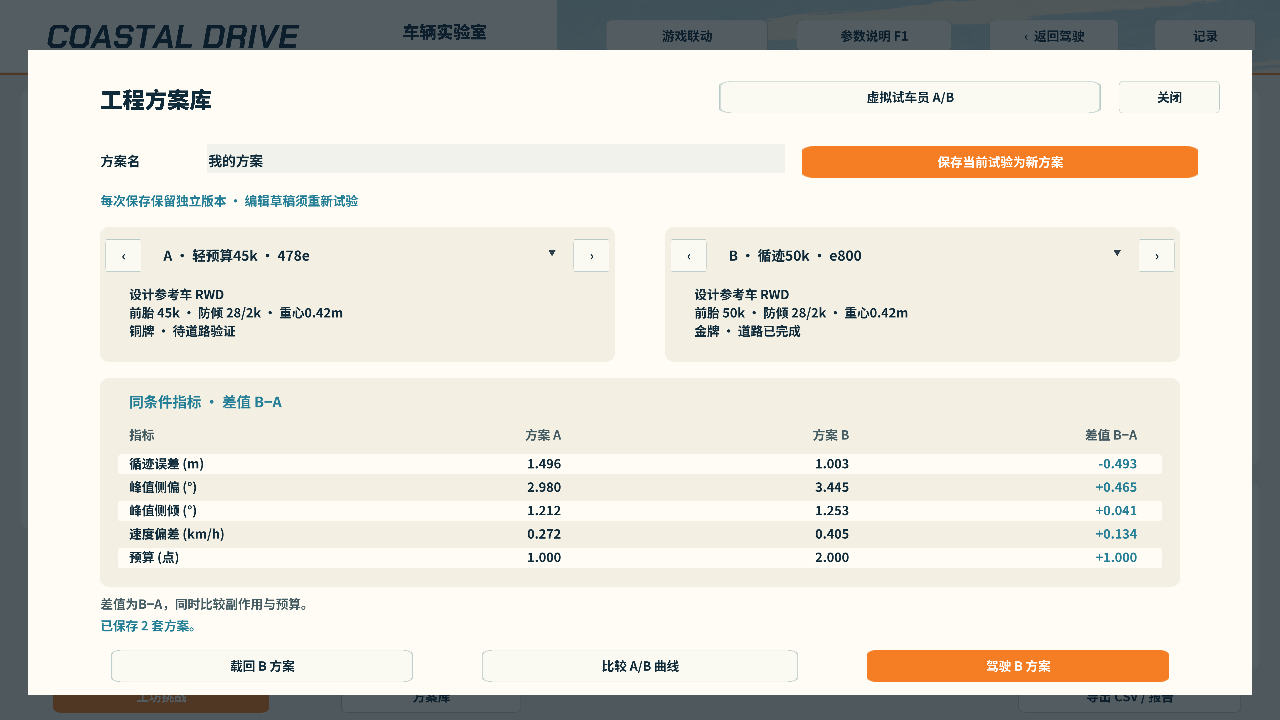 COASTAL DRIVE
车辆实验室
游戏联动
参数说明 F1
‹ 返回驾驶
记录
工程方案库
虚拟试车员 A/B
关闭
方案名
我的方案
保存当前试验为新方案
每次保存保留独立版本 · 编辑草稿须重新试验
‹
A · 轻预算45k · 478e
▼
›
设计参考车 RWD
前胎 45k · 防倾 28/2k · 重心0.42m
铜牌 · 待道路验证
‹
B · 循迹50k · e800
▼
›
设计参考车 RWD
前胎 50k · 防倾 28/2k · 重心0.42m
金牌 · 道路已完成
同条件指标 · 差值 B−A
指标 方案 A 方案 B 差值 B−A
循迹误差 (m) 1.496 1.003 -0.493
峰值侧偏 (°) 2.980 3.445 +0.465
峰值侧倾 (°) 1.212 1.253 +0.041
速度偏差 (km/h) 0.272 0.405 +0.134
预算 (点) 1.000 2.000 +1.000
差值为B−A，同时比较副作用与预算。
已保存 2 套方案。
载回 B 方案
比较 A/B 曲线
驾驶 B 方案
工坊挑战
方案库
导出 CSV / 报告